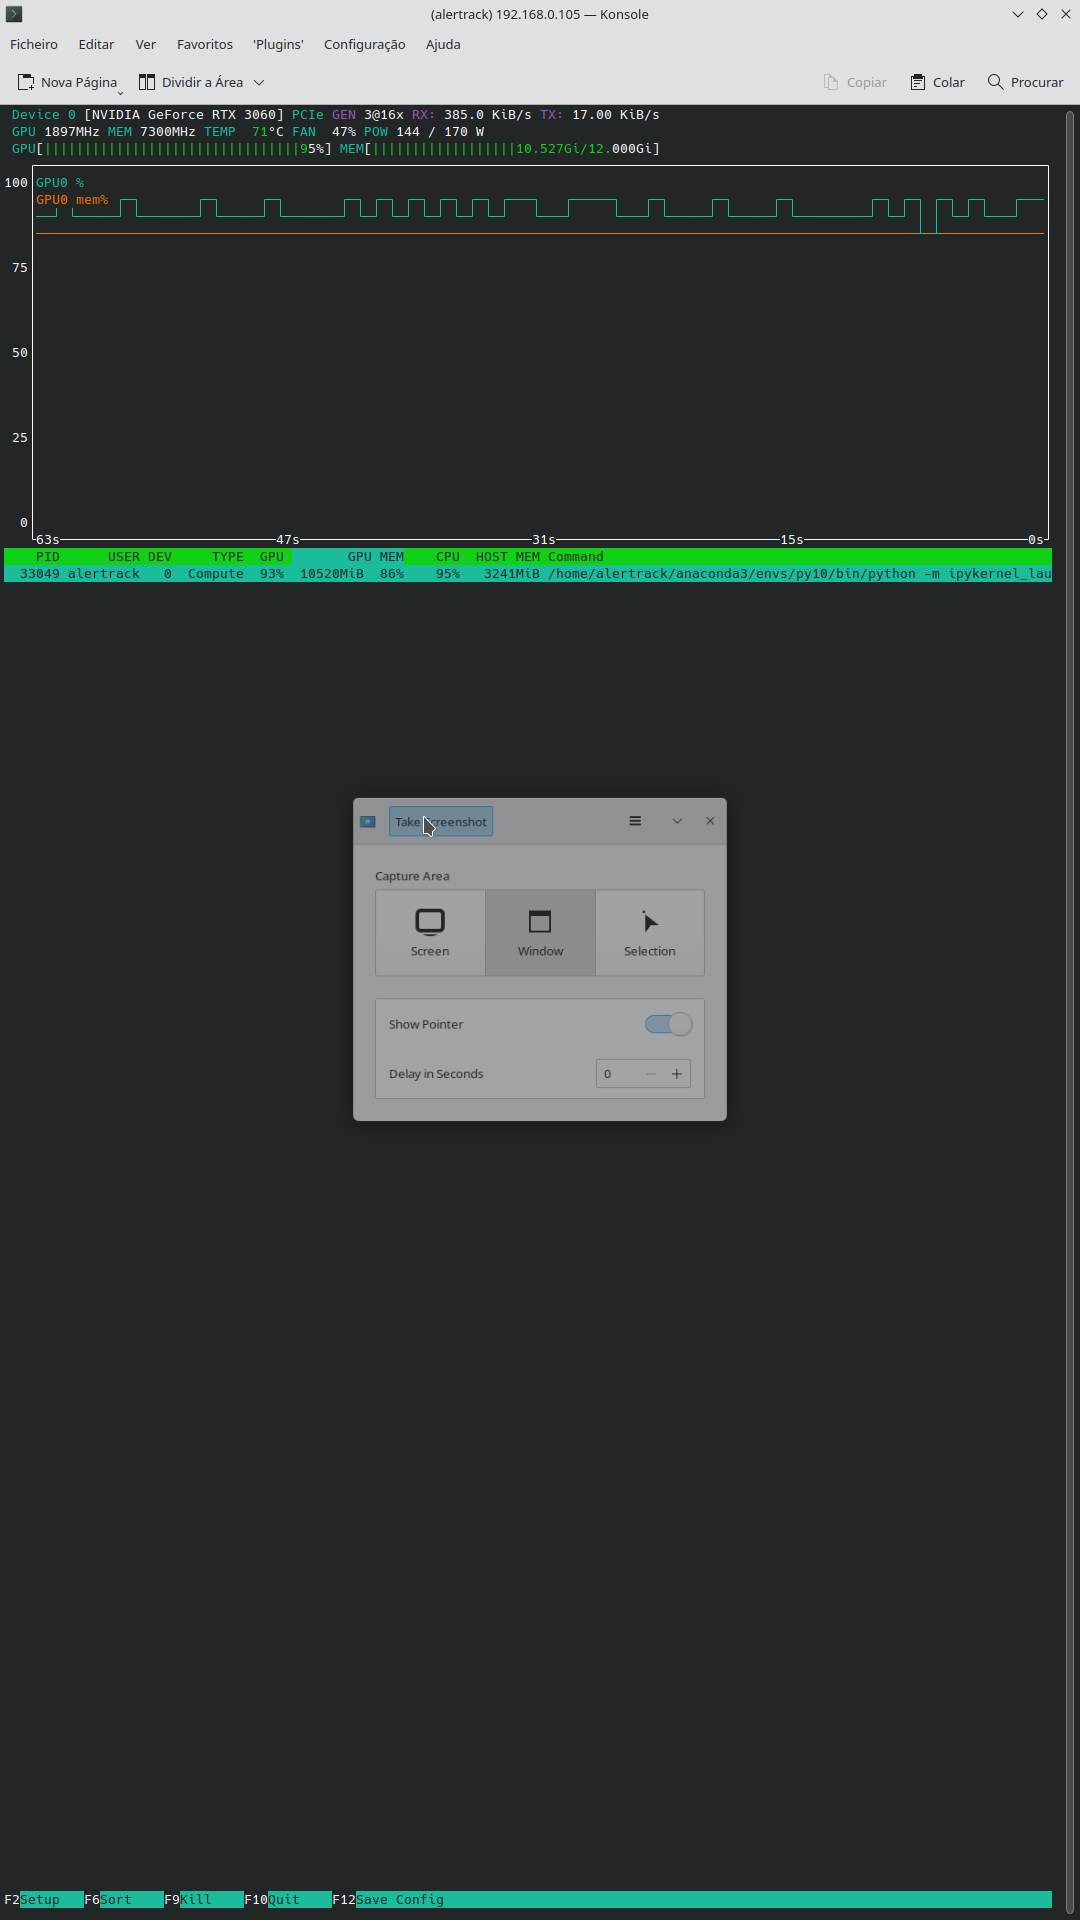 (alertrack) 192.168.0.105 — Konsole
Ficheiro Editar Ver Favoritos 'Plugins' Configuração Ajuda
Nova Página Dividir a Área Copiar Colar Procurar
Device 0 [NVIDIA GeForce RTX 3060] PCIe GEN 3@16x RX: 385.0 KiB/s TX: 17.00 KiB/s
GPU 1897MHz MEM 7300MHz TEMP 71°C FAN 47% POW 144 / 170 W
GPU[||||||||||||||||||||||||||||||||95%] MEM[||||||||||||||||||10.527Gi/12.000Gi]
100 GPU0 %
GPU0 mem%
75
50
25
0
63s 47s 31s 15s 0s
PID USER DEV TYPE GPU GPU MEM CPU HOST MEM Command
33049 alertrack 0 Compute 93% 10520MiB 86% 95% 3241MiB /home/alertrack/anaconda3/envs/py10/bin/python -m ipykernel_lau
Take Screenshot
Capture Area
Screen Window Selection
Show Pointer
Delay in Seconds 0 − +
F2Setup F6Sort F9Kill F10Quit F12Save Config